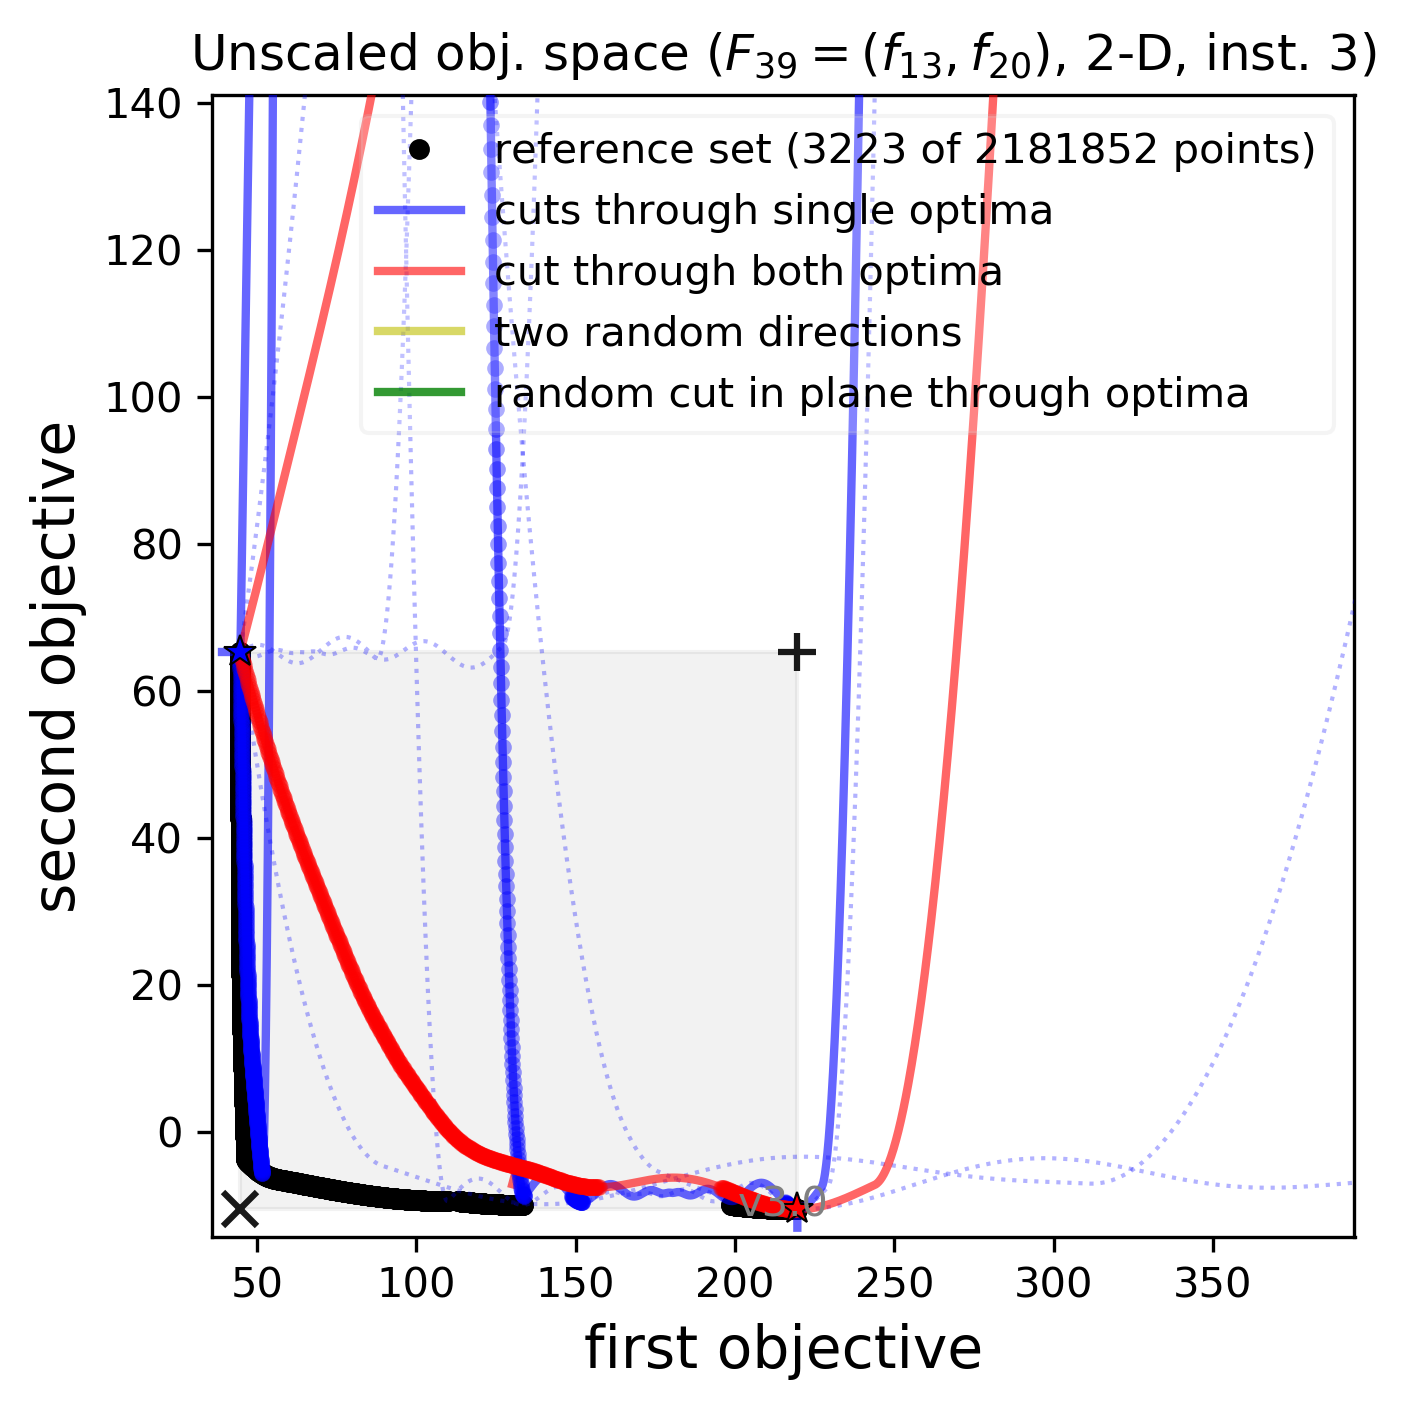 Unscaled obj. space (F39 = (f13, f20), 2-D, inst. 3)
140
120
100
80
60
40
20
0
second objective
reference set (3223 of 2181852 points)
cuts through single optima
cut through both optima
two random directions
random cut in plane through optima
v3.0
50 100 150 200 250 300 350
first objective